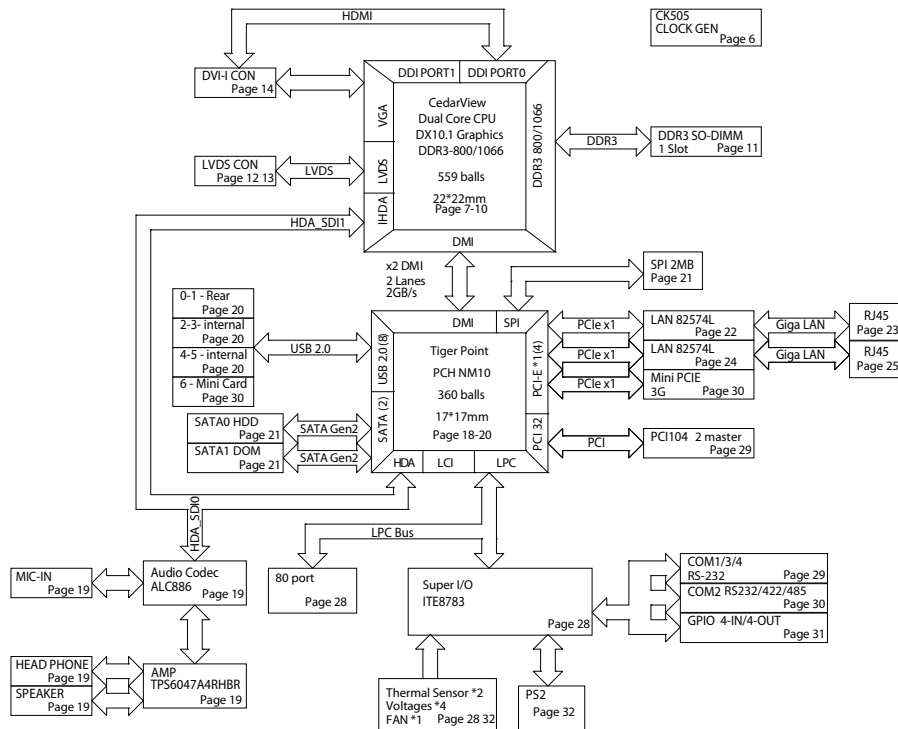 HDMI
CK505
CLOCK GEN
Page 6
DVI-I CON
Page 14
DDI PORT1
DDI PORT0
VGA
CedarView
Dual Core CPU
DX10.1 Graphics
DDR3-800/1066
559 balls
22*22mm
Page 7-10
DDR3 800/1066
DDR3
DDR3 SO-DIMM
1 Slot
Page 11
LVDS CON
Page 12 13
LVDS
LVDS
IHDA
HDA_SDI1
DMI
x2 DMI
2 Lanes
2GB/s
SPI 2MB
Page 21
0-1 - Rear
Page 20
2-3- internal
Page 20
4-5 - internal
Page 20
6 - Mini Card
Page 30
USB 2.0
USB 2.0 (8)
DMI
SPI
Tiger Point
PCH NM10
360 balls
17*17mm
Page 18-20
PCI-E *1(4)
PCIe x1
LAN 82574L
Page 22
Giga LAN
RJ45
Page 23
PCIe x1
LAN 82574L
Page 24
Giga LAN
RJ45
Page 25
PCIe x1
Mini PCIE
3G
Page 30
SATA0 HDD
Page 21
SATA Gen2
SATA1 DOM
Page 21
SATA Gen2
SATA (2)
PCI 32
PCI
PCI104 2 master
Page 29
HDA
LCI
LPC
HDA_SDI0
LPC Bus
MIC-IN
Page 19
Audio Codec
ALC886
Page 19
80 port
Page 28
Super I/O
ITE8783
Page 28
COM1/3/4
RS-232
Page 29
COM2 RS232/422/485
Page 30
GPIO 4-IN/4-OUT
Page 31
HEAD PHONE
Page 19
SPEAKER
Page 19
AMP
TPS6047A4RHBR
Page 19
Thermal Sensor *2
Voltages *4
FAN *1
Page 28 32
PS2
Page 32